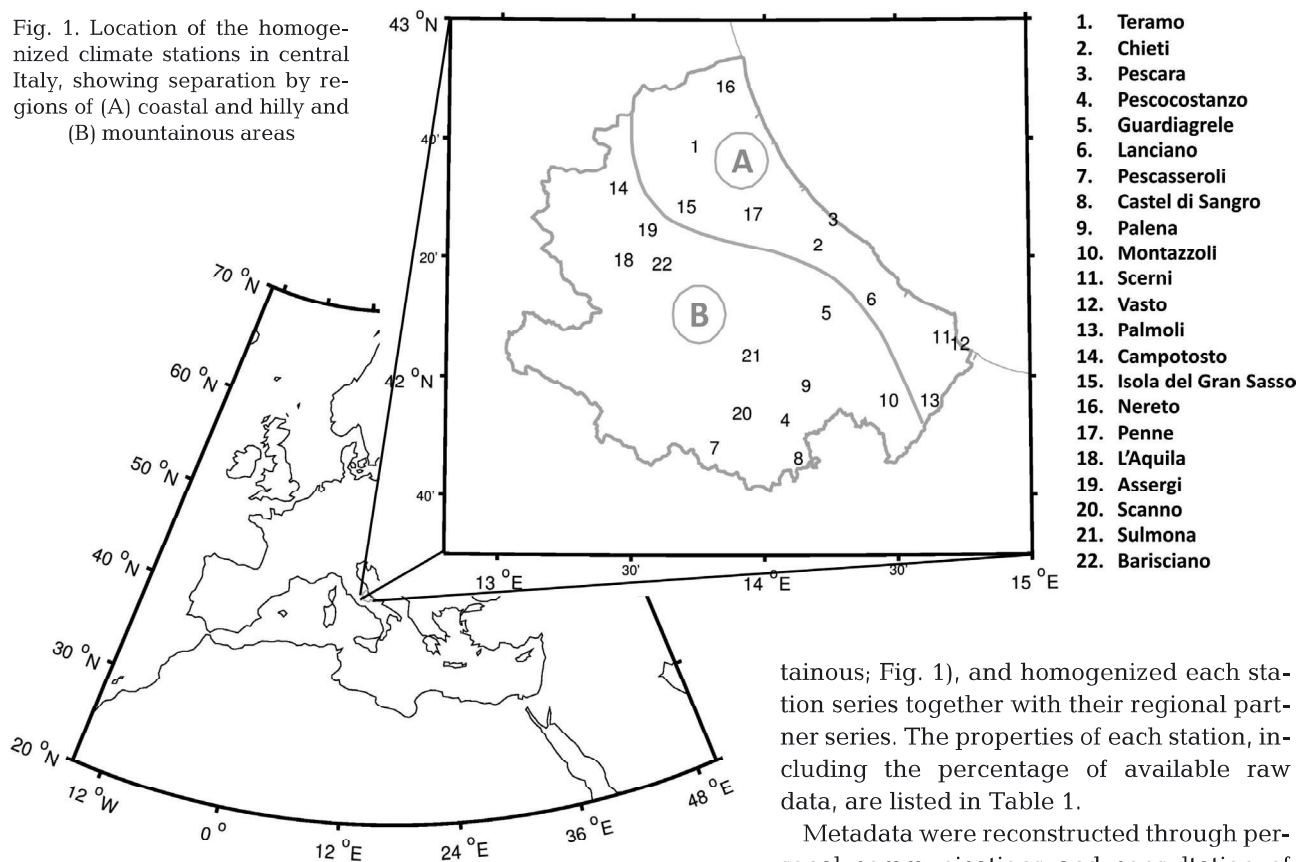 Fig. 1. Location of the homoge-
nized climate stations in central
Italy, showing separation by re-
gions of (A) coastal and hilly and
(B) mountainous areas
43 °N
40'
20'
42 °N
40'
13 °E
30'
14 °E
30'
15 °E
16
1
A
14
15
17
3
19
2
18
22
6
B
5
11
12
21
9
10
13
20
4
7
8
1. Teramo
2. Chieti
3. Pescara
4. Pescocostanzo
5. Guardiagrele
6. Lanciano
7. Pescasseroli
8. Castel di Sangro
9. Palena
10. Montazzoli
11. Scerni
12. Vasto
13. Palmoli
14. Campotosto
15. Isola del Gran Sasso
16. Nereto
17. Penne
18. L'Aquila
19. Assergi
20. Scanno
21. Sulmona
22. Barisciano
70 °N
60 °N
50 °N
40 °N
30 °N
20 °N
12 °W
0 °
12 °E
24 °E
36 °E
48 °E
tainous; Fig. 1), and homogenized each sta-
tion series together with their regional part-
ner series. The properties of each station, in-
cluding the percentage of available raw
data, are listed in Table 1.
Metadata were reconstructed through per-